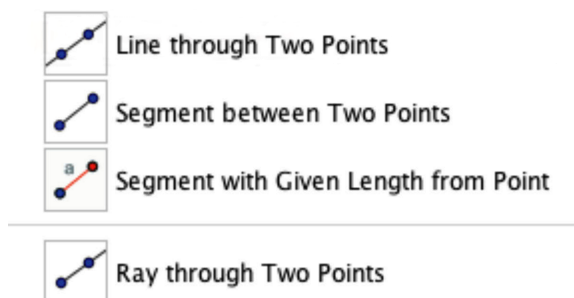 Line through Two Points
Segment between Two Points
a
Segment with Given Length from Point
Ray through Two Points